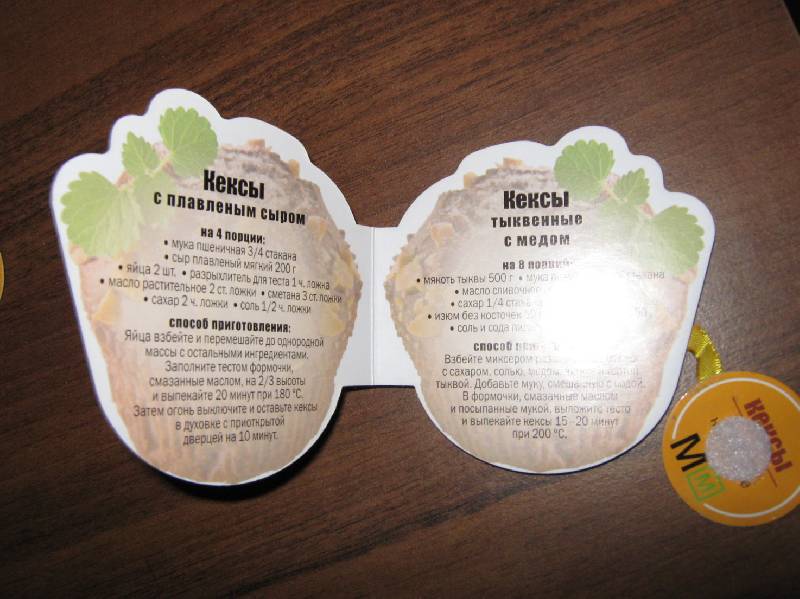 Кексы
с плавленым сыром
на 4 порции:
• мука пшеничная 3/4 стакана
• сыр плавленый мягкий 200 г
• яйца 2 шт. • разрыхлитель для теста 1 ч. ложка
• масло растительное 2 ст. ложки • сметана 3 ст. ложки
• сахар 2 ч. ложки • соль 1/2 ч. ложки
способ приготовления:
Яйца взбейте и перемешайте до однородной
массы с остальными ингредиентами.
Заполните тестом формочки,
смазанные маслом, на 2/3 высоты
и выпекайте 20 минут при 180 °С.
Затем огонь выключите и оставьте кексы
в духовке с приоткрытой
дверцей на 10 минут.
Кексы
тыквенные
с медом
на 8 порций:
• мякоть тыквы 500 г • мука
• масло сливочное
• сахар 1/4
• изюм без косточек
• соль и сода
способ
Взбейте миксером
с сахаром, солью, медом, и
тыквой. Добавьте муку, смешанную с содой.
В формочки, смазанные маслом
и посыпанные мукой, выложите тесто
и выпекайте кексы 15 - 20 минут
при 200 °С.
Кексы
М М